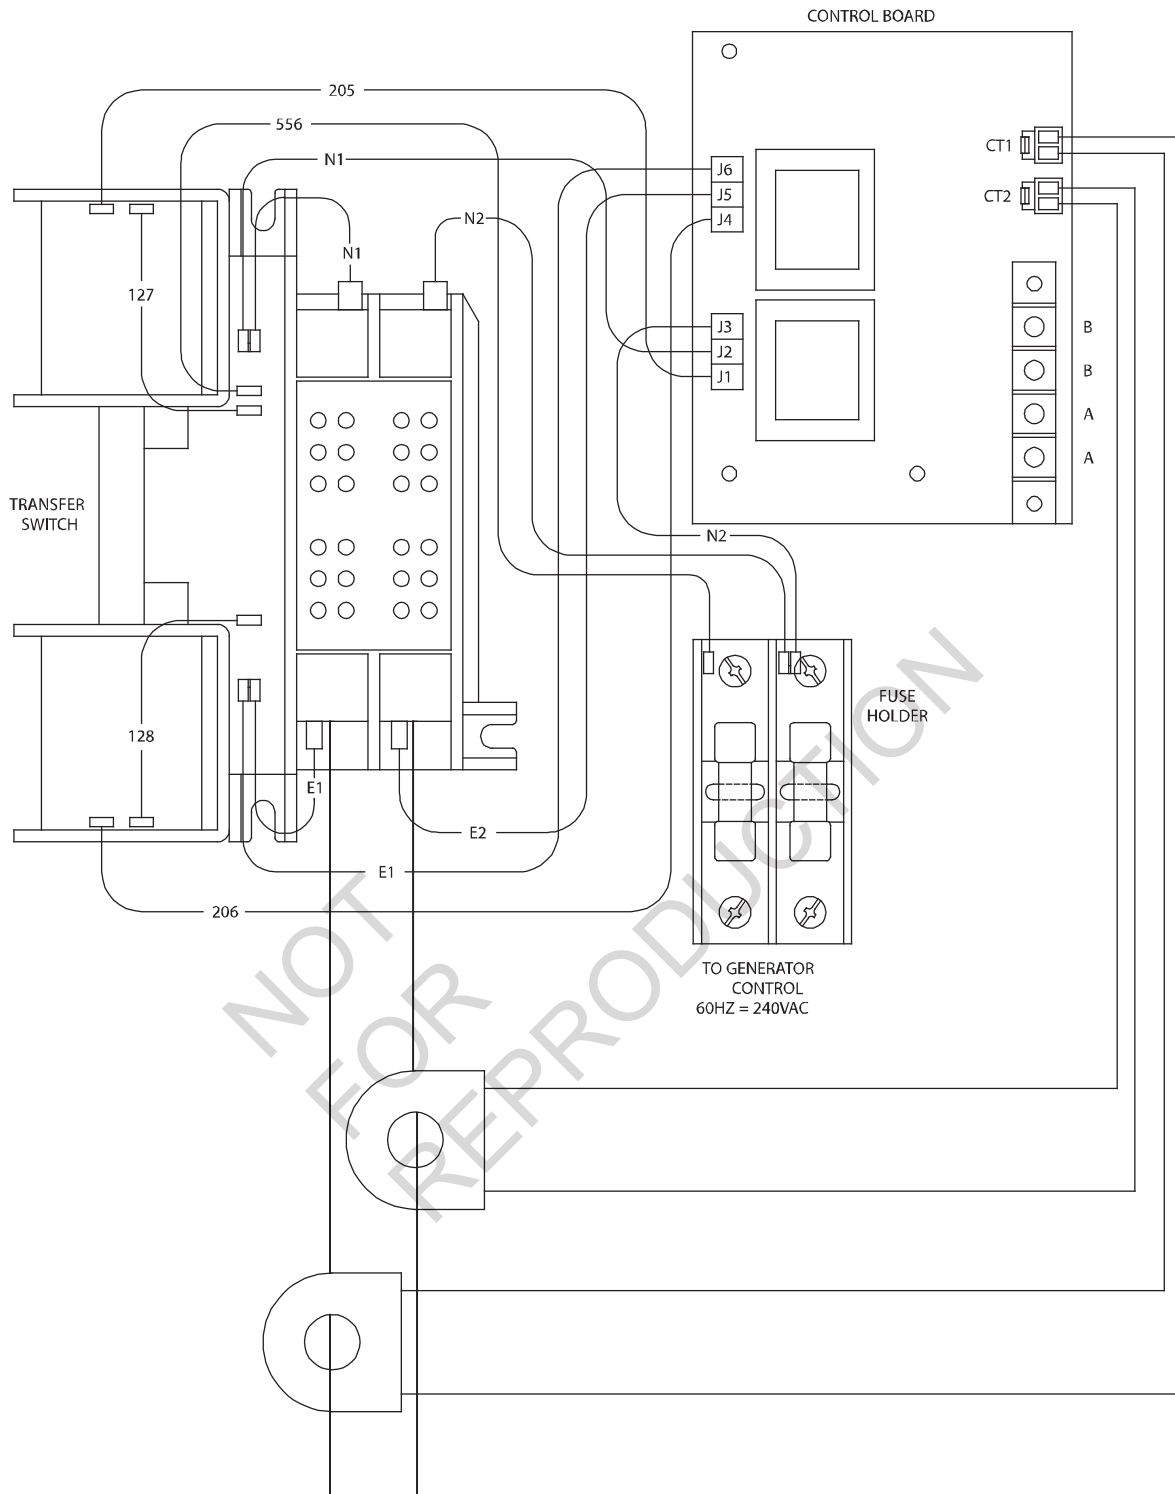 CONTROL BOARD
205
556
N1
CT1
J6
J5
J4
CT2
N2
N1
127
J3
J2
J1
B
B
A
A
TRANSFER
SWITCH
N2
FUSE
HOLDER
128
E1
E2
E1
206
TO GENERATOR
CONTROL
60HZ = 240VAC
NOT
FOR
REPRODUCTION